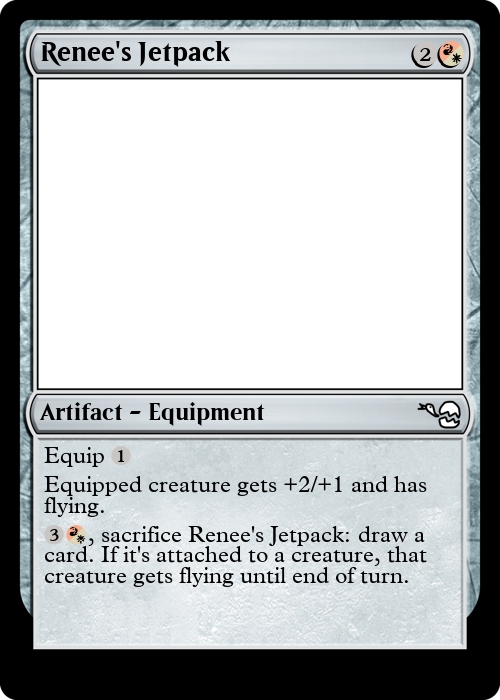 Renee's Jetpack 2
Artifact – Equipment
Equip 1
Equipped creature gets +2/+1 and has
flying.
3 , sacrifice Renee's Jetpack: draw a
card. If it's attached to a creature, that
creature gets flying until end of turn.